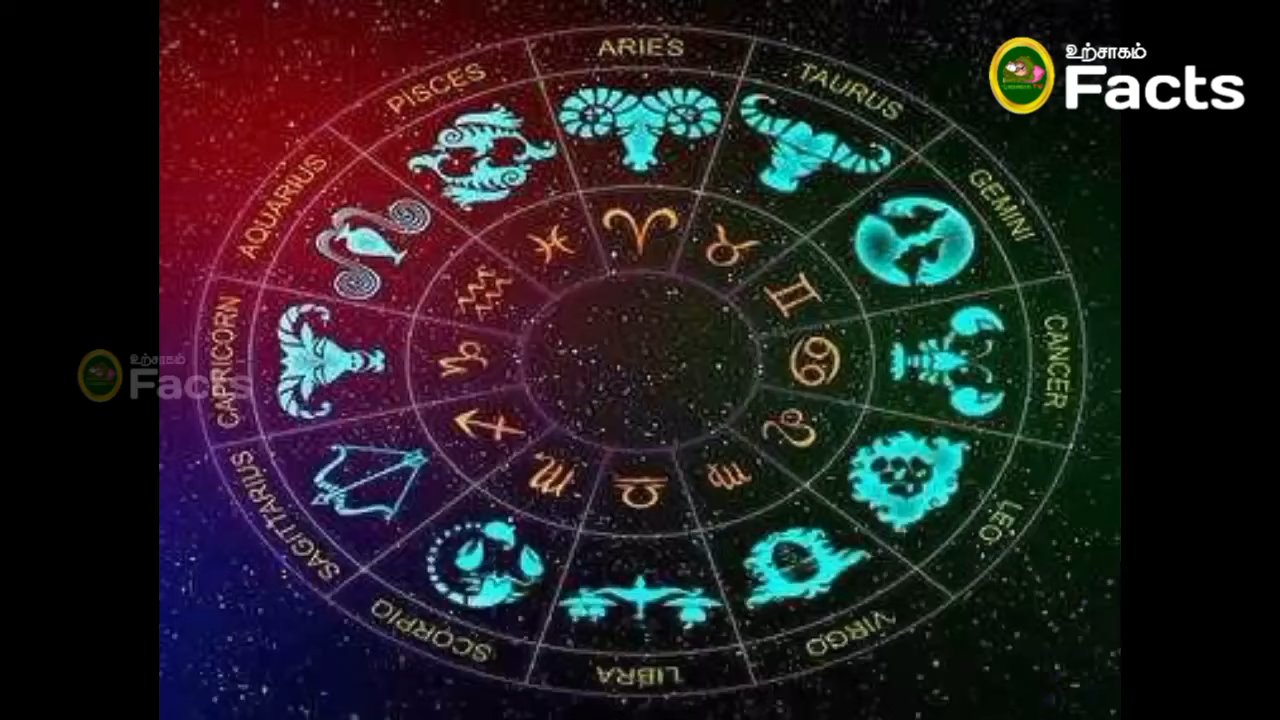 உற்சாகம்
Facts
ARIES
TAURUS
GEMINI
CANCER
LEO
VIRGO
LIBRA
SCORPIO
SAGITTARIUS
CAPRICORN
AQUARIUS
PISCES
உற்சாகம்
Facts